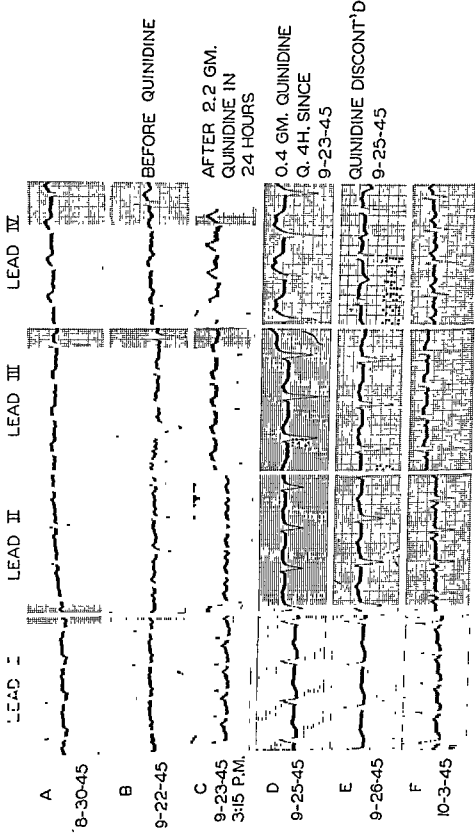 LEAD I
LEAD II
LEAD III
LEAD IV
A
8-30-45
B
9-22-45
BEFORE QUINIDINE
C
9-23-45
3:15 P.M.
AFTER 2.2 GM.
QUINIDINE IN
24 HOURS
D
9-25-45
0.4 GM. QUINIDINE
Q. 4H. SINCE
9-23-45
E
9-26-45
QUINIDINE DISCONT'D
9-25-45
F
10-3-45